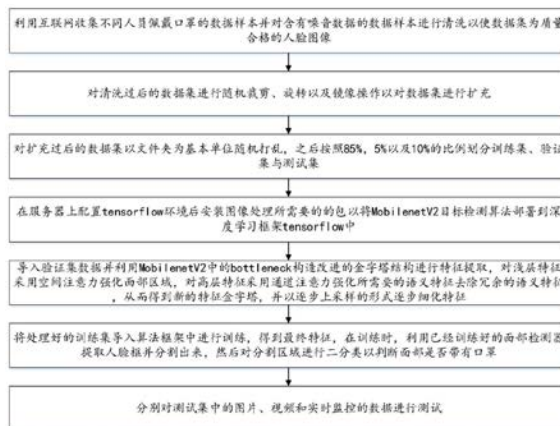 利用互联网收集不同人员佩戴口罩的数据样本并对含有噪音数据的数据样本进行清洗以使数据集为质量
合格的人脸图像
对清洗过后的数据集进行随机裁剪、旋转以及镜像操作以对数据集进行扩充
对扩充过后的数据集以文件夹为基本单位随机打乱，之后按照85%，5%以及10%的比例划分训练集、验证
集与测试集
在服务器上配置tensorflow环境后安装图像处理所需要的的包以将MobilenetV2目标检测算法部署到深
度学习框架tensorflow中
导入验证集数据并利用MobilenetV2中的bottleneck构造改进的金字塔结构进行特征提取，对浅层特征
采用空间注意力强化面部区域，对高层特征采用通道注意力强化所需要的语义特征去除冗余的语义特征
，从而得到新的特征金字塔，并以逐步上采样的形式逐步细化特征
将处理好的训练集导入算法框架中进行训练，得到最终特征，在训练时，利用已经训练好的面部检测器
提取人脸框并分割出来，然后对分割区域进行二分类以判断面部是否带有口罩
分别对测试集中的图片、视频和实时监控的数据进行测试